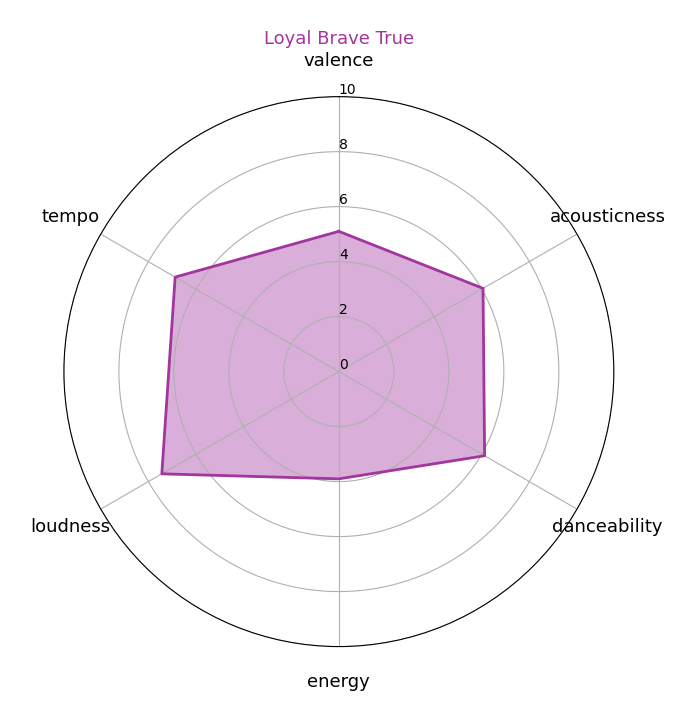 Loyal Brave True
valence
10
8
6
4
2
0
tempo
acousticness
loudness
danceability
energy